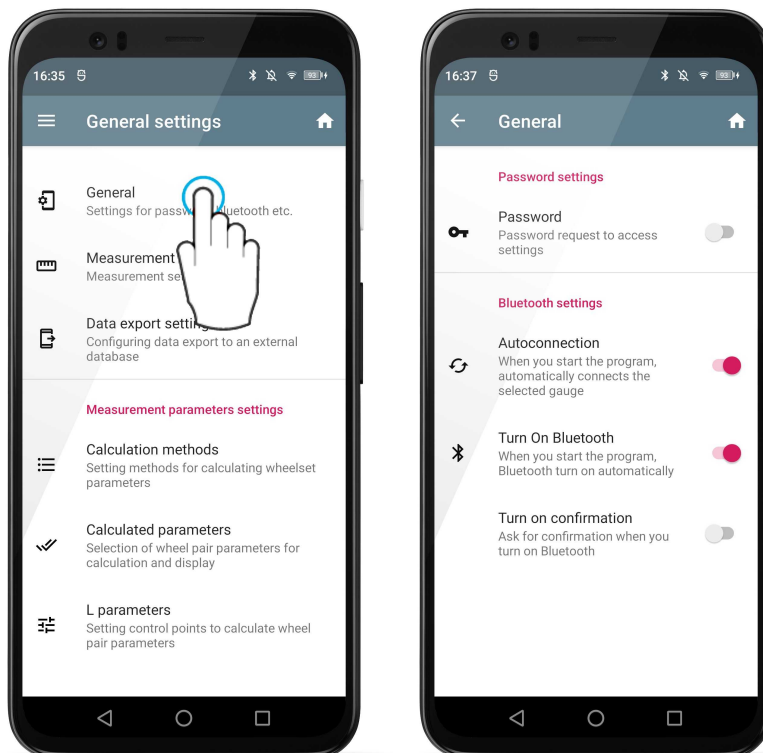 16:35
93
General settings
General
Settings for passw luetooth etc.
Measurement
Measurement se
Data export settin
Configuring data export to an external
database
Measurement parameters settings
Calculation methods
Setting methods for calculating wheelset
parameters
Calculated parameters
Selection of wheel pair parameters for
calculation and display
L parameters
Setting control points to calculate wheel
pair parameters
16:37
93
General
Password settings
Password
Password request to access
settings
Bluetooth settings
Autoconnection
When you start the program,
automatically connects the
selected gauge
Turn On Bluetooth
When you start the program,
Bluetooth turn on automatically
Turn on confirmation
Ask for confirmation when you
turn on Bluetooth